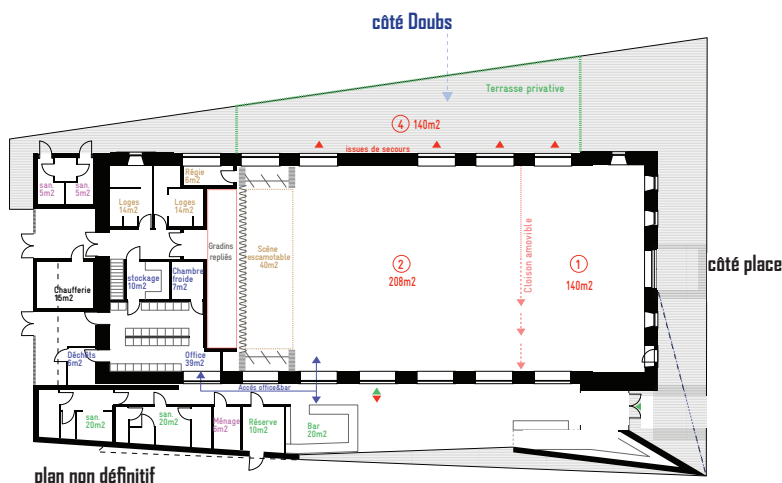 côté Doubs
Terrasse privative
4 140m2
issues de secours
san.
5m2
san.
5m2
Régie
6m2
Loges
14m2
Loges
14m2
Gradins
repliés
Scène
escamotable
40m2
Cloison amovible
2
208m2
1
140m2
côté place
Chaufferie
16m2
stockage
10m2
Chambre
froide
7m2
Déchets
6m2
Office
39m2
Accès office&bar
san.
20m2
san.
20m2
Ménage
6m2
Réserve
10m2
Bar
20m2
plan non définitif